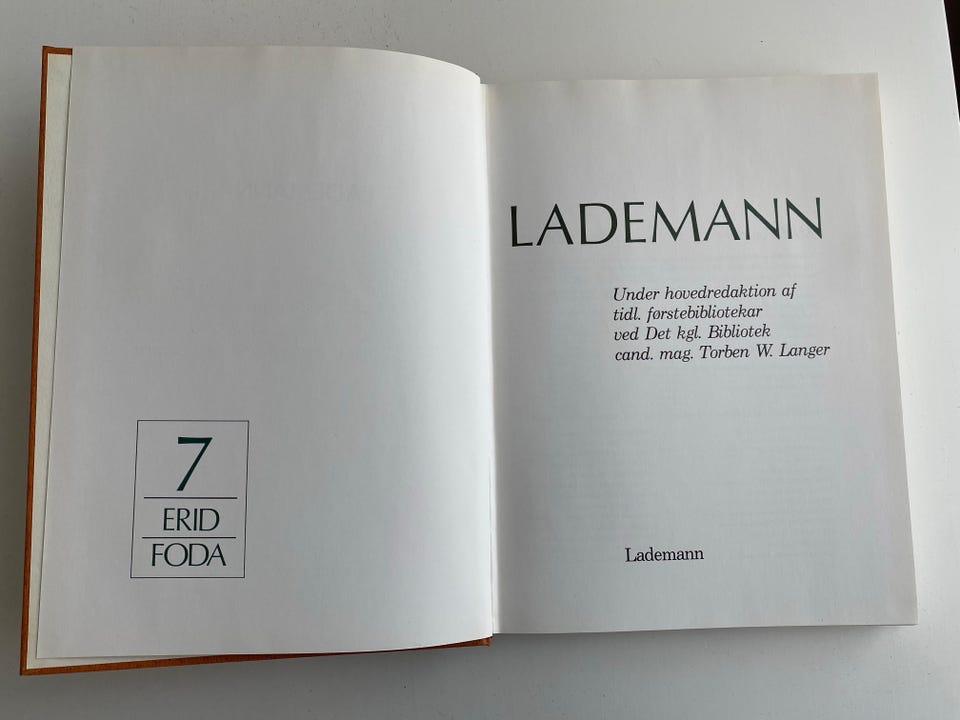 7
ERID
FODA
LADEMANN
Under hovedredaktion af
tidl. førstebibliotekar
ved Det kgl. Bibliotek
cand. mag. Torben W. Langer
Lademann